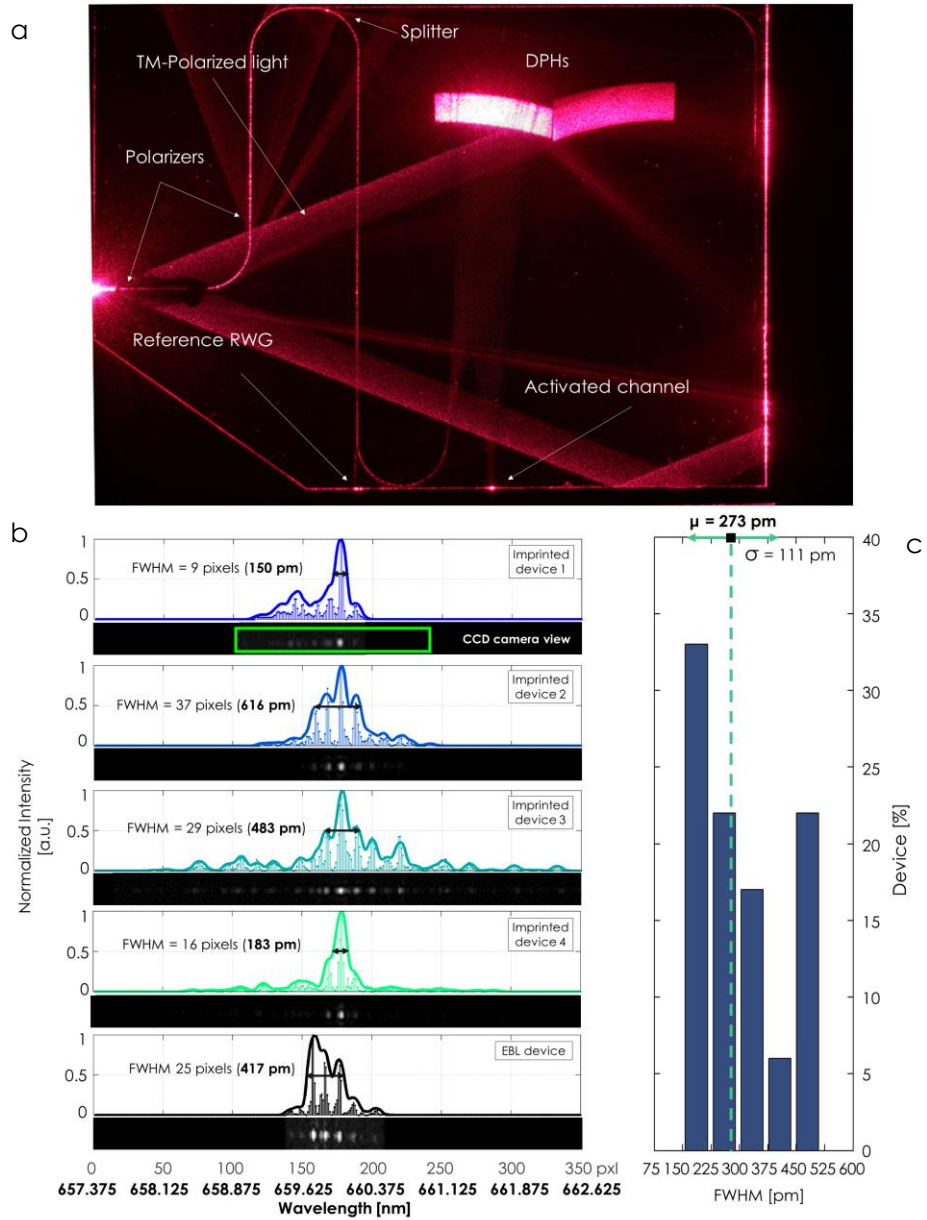 a
Splitter
TM-Polarized light
DPHs
Polarizers
Reference RWG
Activated channel
b
c
Normalized Intensity
[a.u.]
1
0.5
0
FWHM = 9 pixels (150 pm)
Imprinted
device 1
CCD camera view
1
0.5
0
FWHM = 37 pixels (616 pm)
Imprinted
device 2
1
0.5
0
FWHM = 29 pixels (483 pm)
Imprinted
device 3
1
0.5
0
FWHM = 16 pixels (183 pm)
Imprinted
device 4
1
0.5
0
FWHM 25 pixels (417 pm)
EBL device
0 50 100 150 200 250 300 350 pxl
657.375 658.125 658.875 659.625 660.375 661.125 661.875 662.625
Wavelength [nm]
μ = 273 pm
σ = 111 pm
40
35
30
25
20
15
10
5
0
Device [%]
75 150 225 300 375 450 525 600
FWHM [pm]